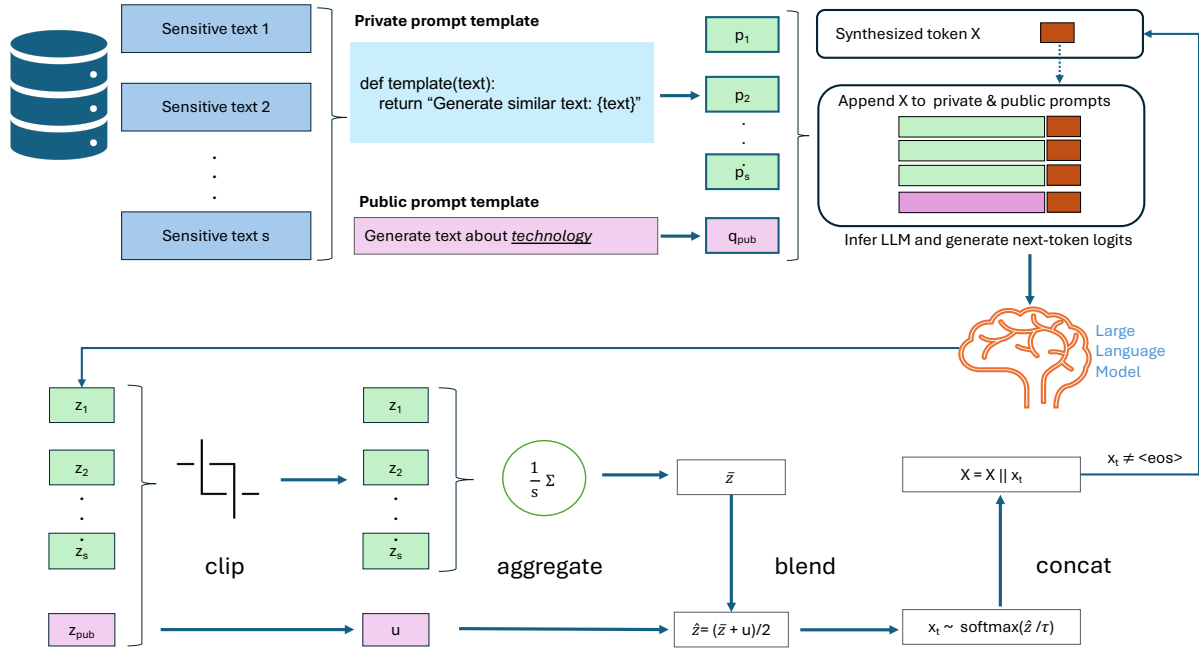 Sensitive text 1
Sensitive text 2
.
.
.
Sensitive text s
Private prompt template
def template(text):
return “Generate similar text: {text}”
Public prompt template
Generate text about technology
p₁
p₂
.
.
.
pₛ
q_pub
Synthesized token X
Append X to private & public prompts
Infer LLM and generate next-token logits
Large
Language
Model
z₁
z₂
.
.
.
zₛ
z_pub
clip
z₁
z₂
.
.
.
zₛ
u
1/s Σ
aggregate
z̄
blend
ẑ= (z̄ + u)/2
X = X || xₜ
xₜ ≠ <eos>
concat
xₜ ~ softmax(ẑ /τ)